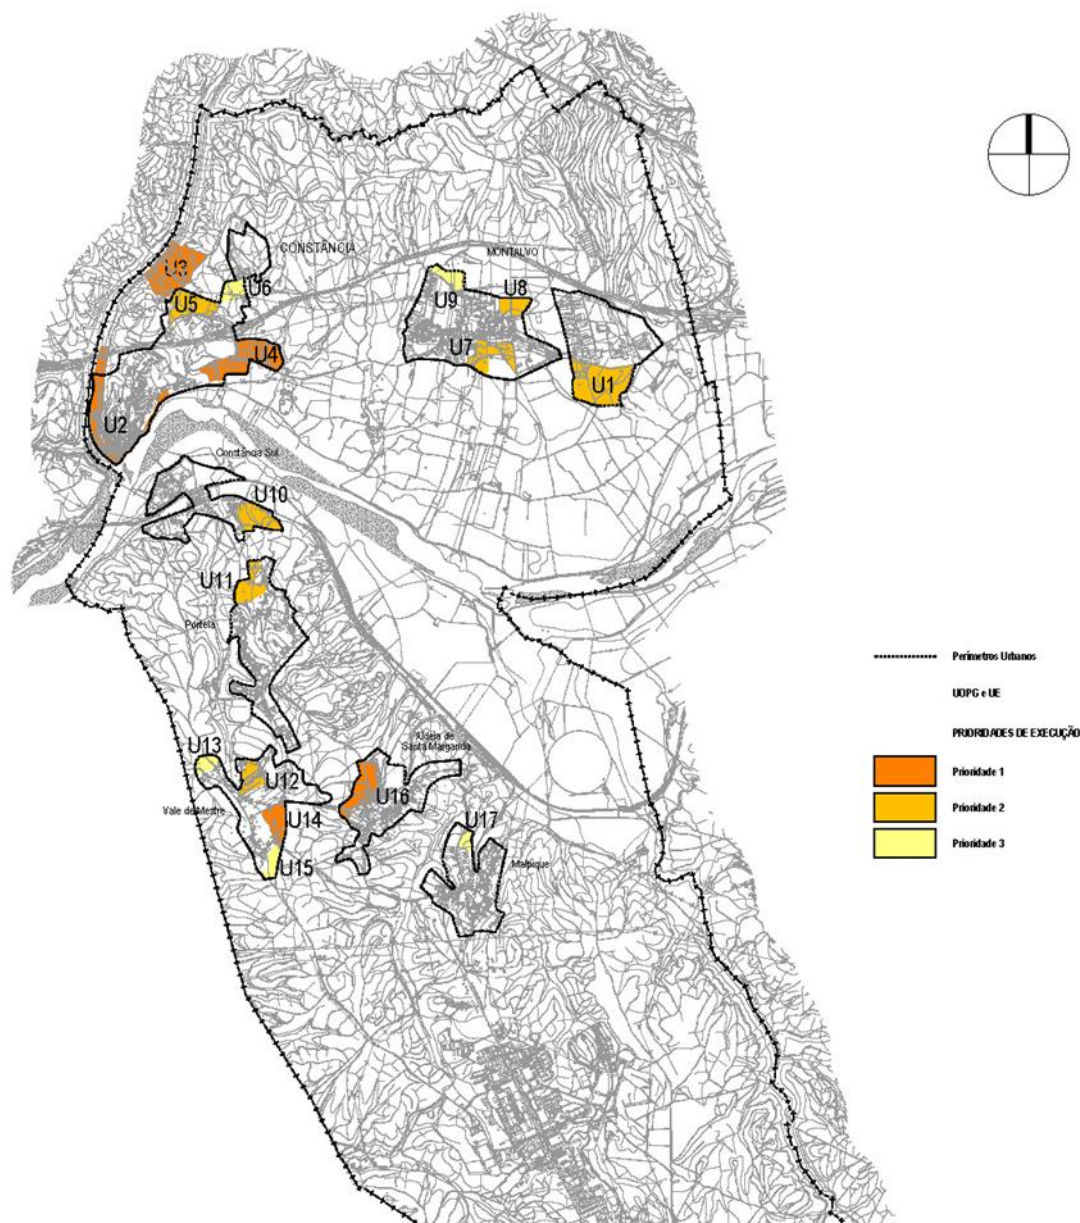 CONSTÂNCIA
MONTALVO
U3
U6
U5
U9
U8
U4
U7
U1
U2
Constância Sul
U10
U11
Portela
Perímetros Urbanos
UOPG e UE
PRIORIDADES DE EXECUÇÃO
Prioridade 1
Prioridade 2
Prioridade 3
Aldeia de
Santa Margarida
U13
U12
U16
Vale de Mestre
U14
U17
U15
Malpique